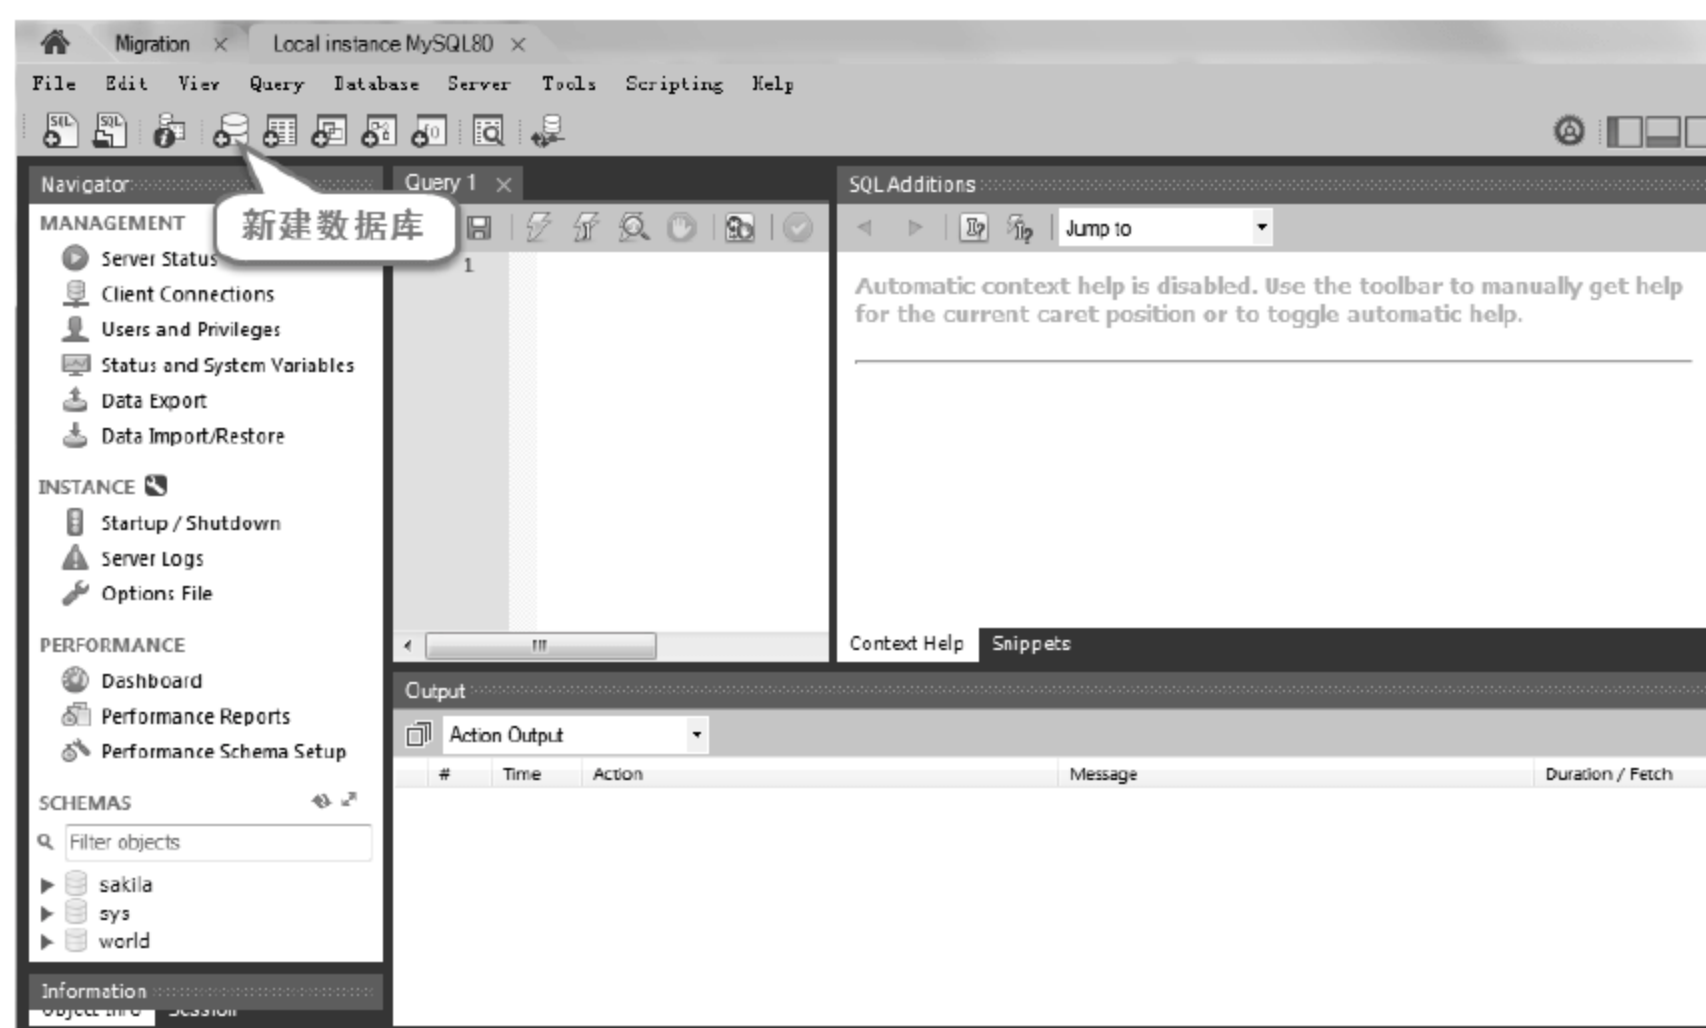 Migration
Local instance MySQL80
File Edit View Query Database Server Tools Scripting Help
Navigator
新建数据库
MANAGEMENT
Server Status
Client Connections
Users and Privileges
Status and System Variables
Data Export
Data Import/Restore
INSTANCE
Startup / Shutdown
Server Logs
Options File
PERFORMANCE
Dashboard
Performance Reports
Performance Schema Setup
SCHEMAS
Filter objects
sakila
sys
world
Information
Object Info Session
Query 1
1
SQL Additions
Jump to
Automatic context help is disabled. Use the toolbar to manually get help
for the current caret position or to toggle automatic help.
Context Help Snippets
Output
Action Output
# Time Action Message Duration / Fetch